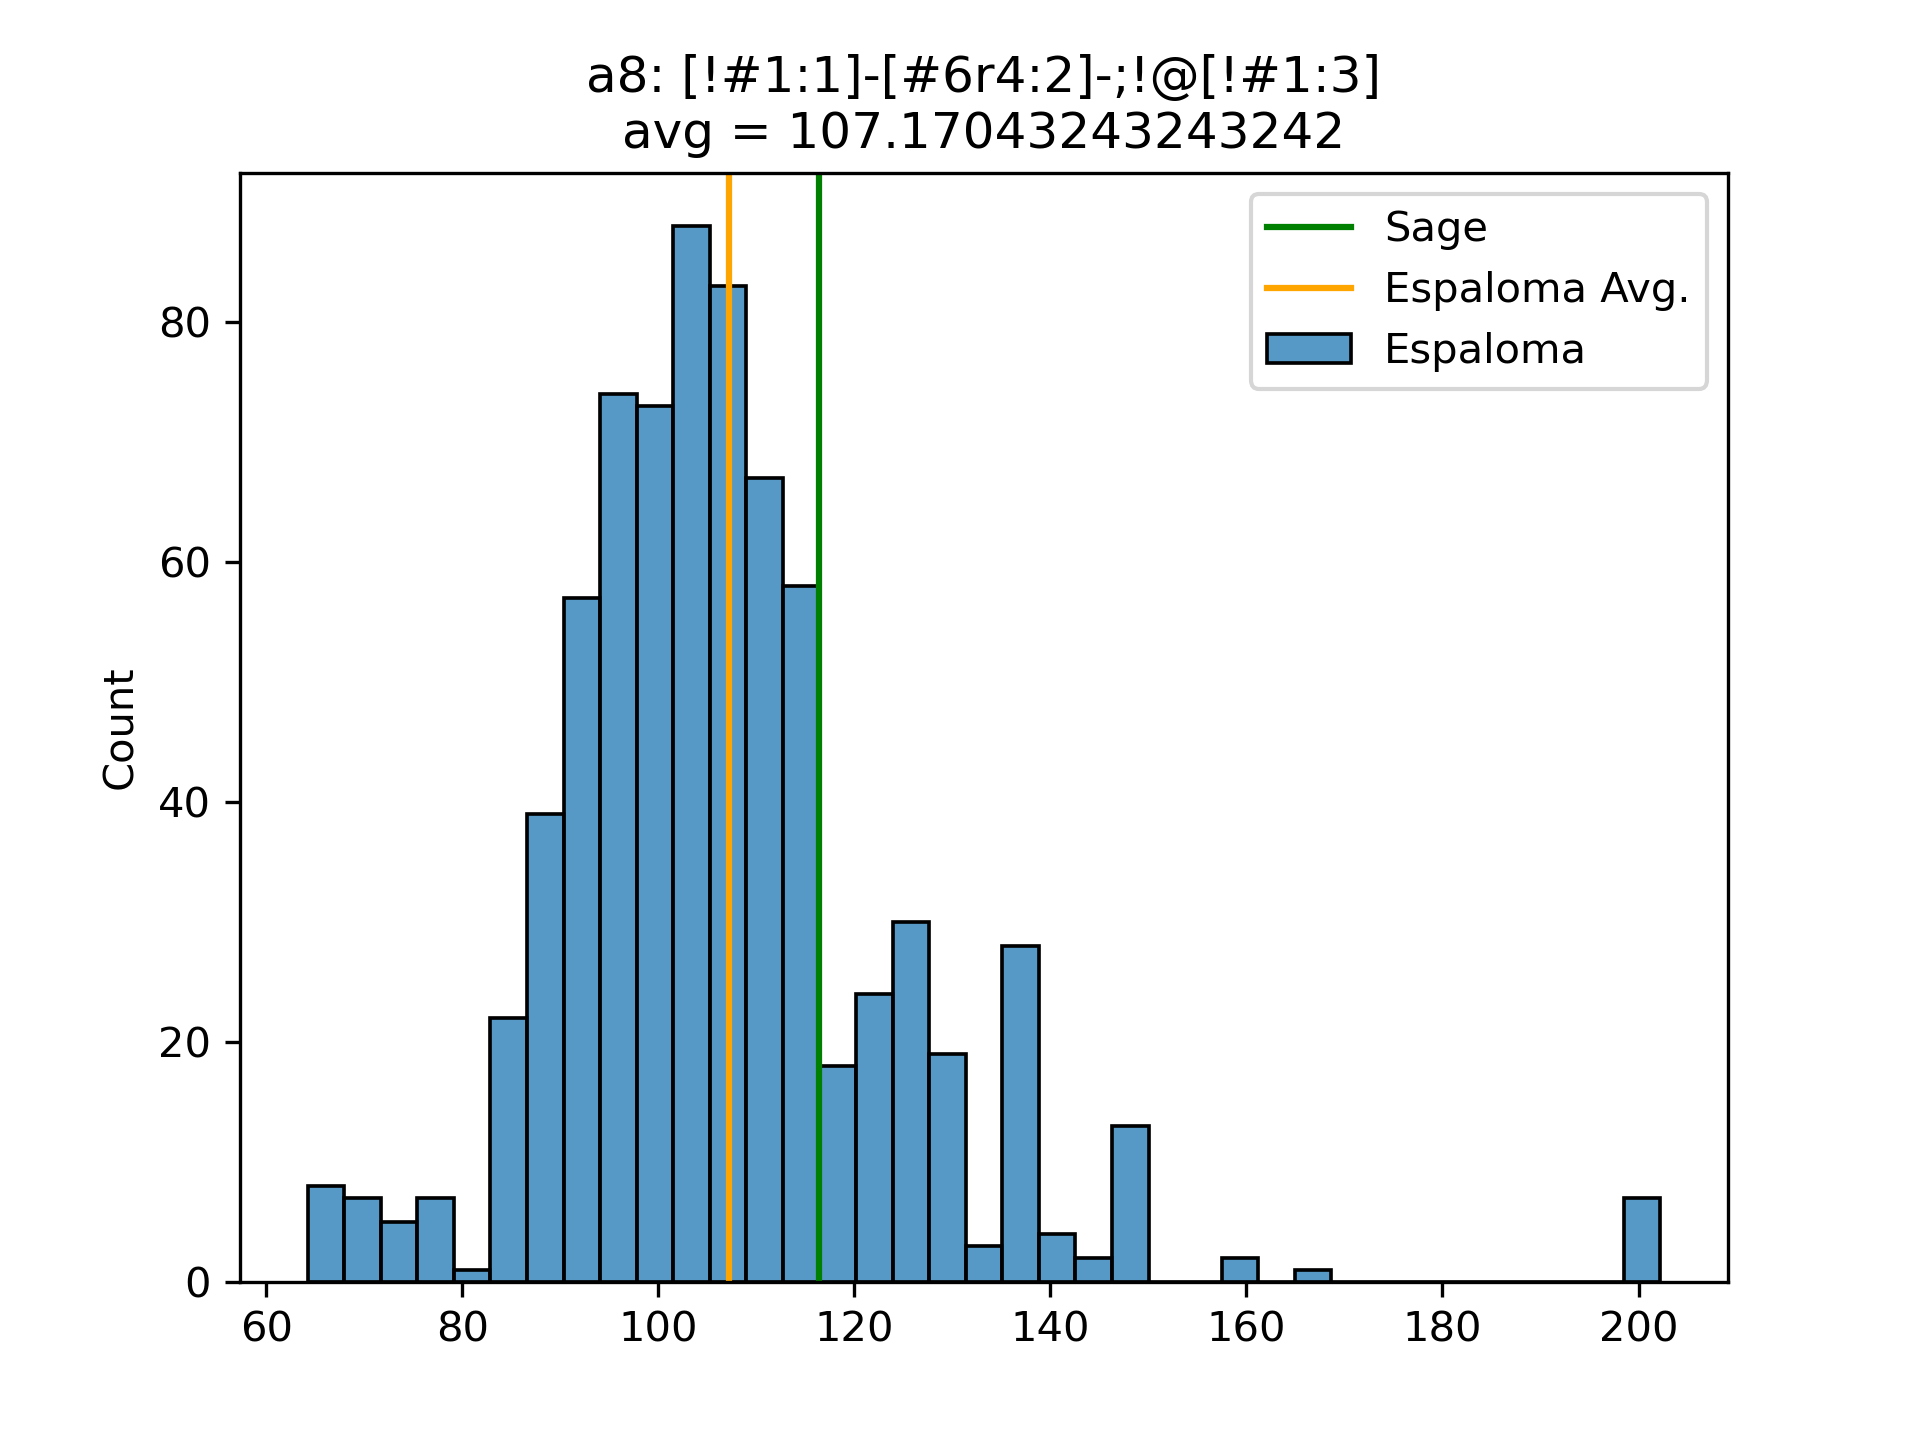 a8: [!#1:1]-[#6r4:2]-;!@[!#1:3]
avg = 107.17043243243242
Sage
Espaloma Avg.
Espaloma
Count
80
60
40
20
0
60 80 100 120 140 160 180 200